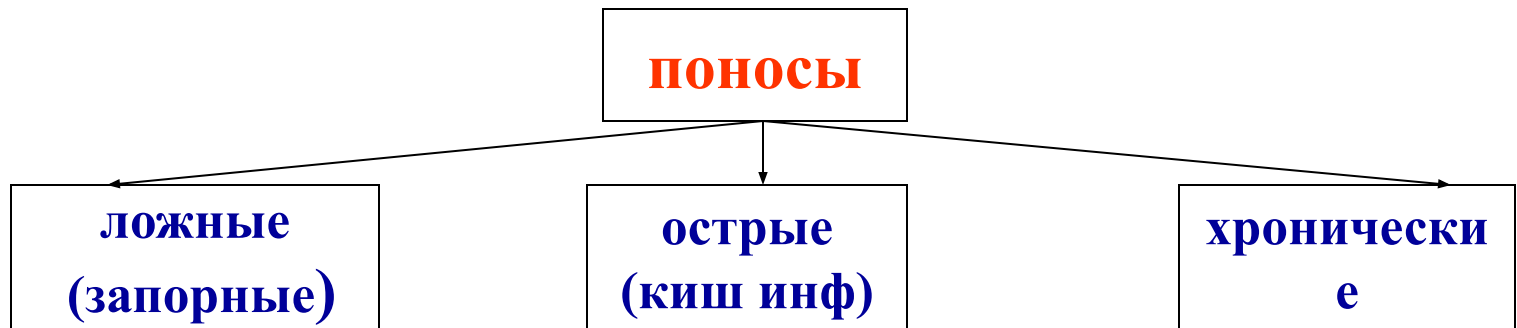 поносы
ложные
(запорные)
острые
(киш инф)
хронически
е